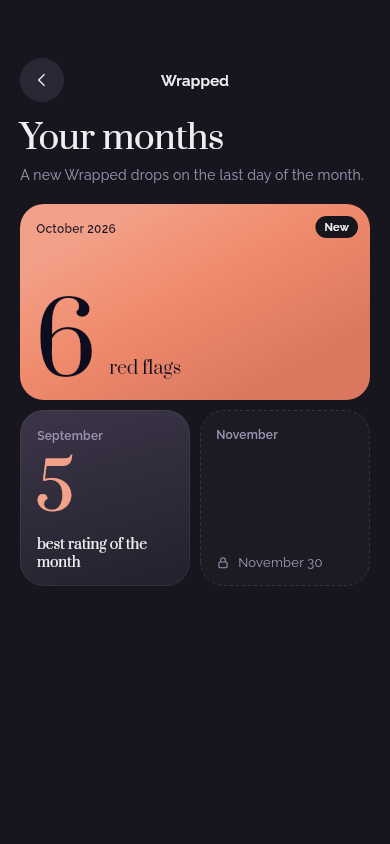 Wrapped
Your months
A new Wrapped drops on the last day of the month.
October 2026
New
6 red flags
September
5
best rating of the
month
November
November 30